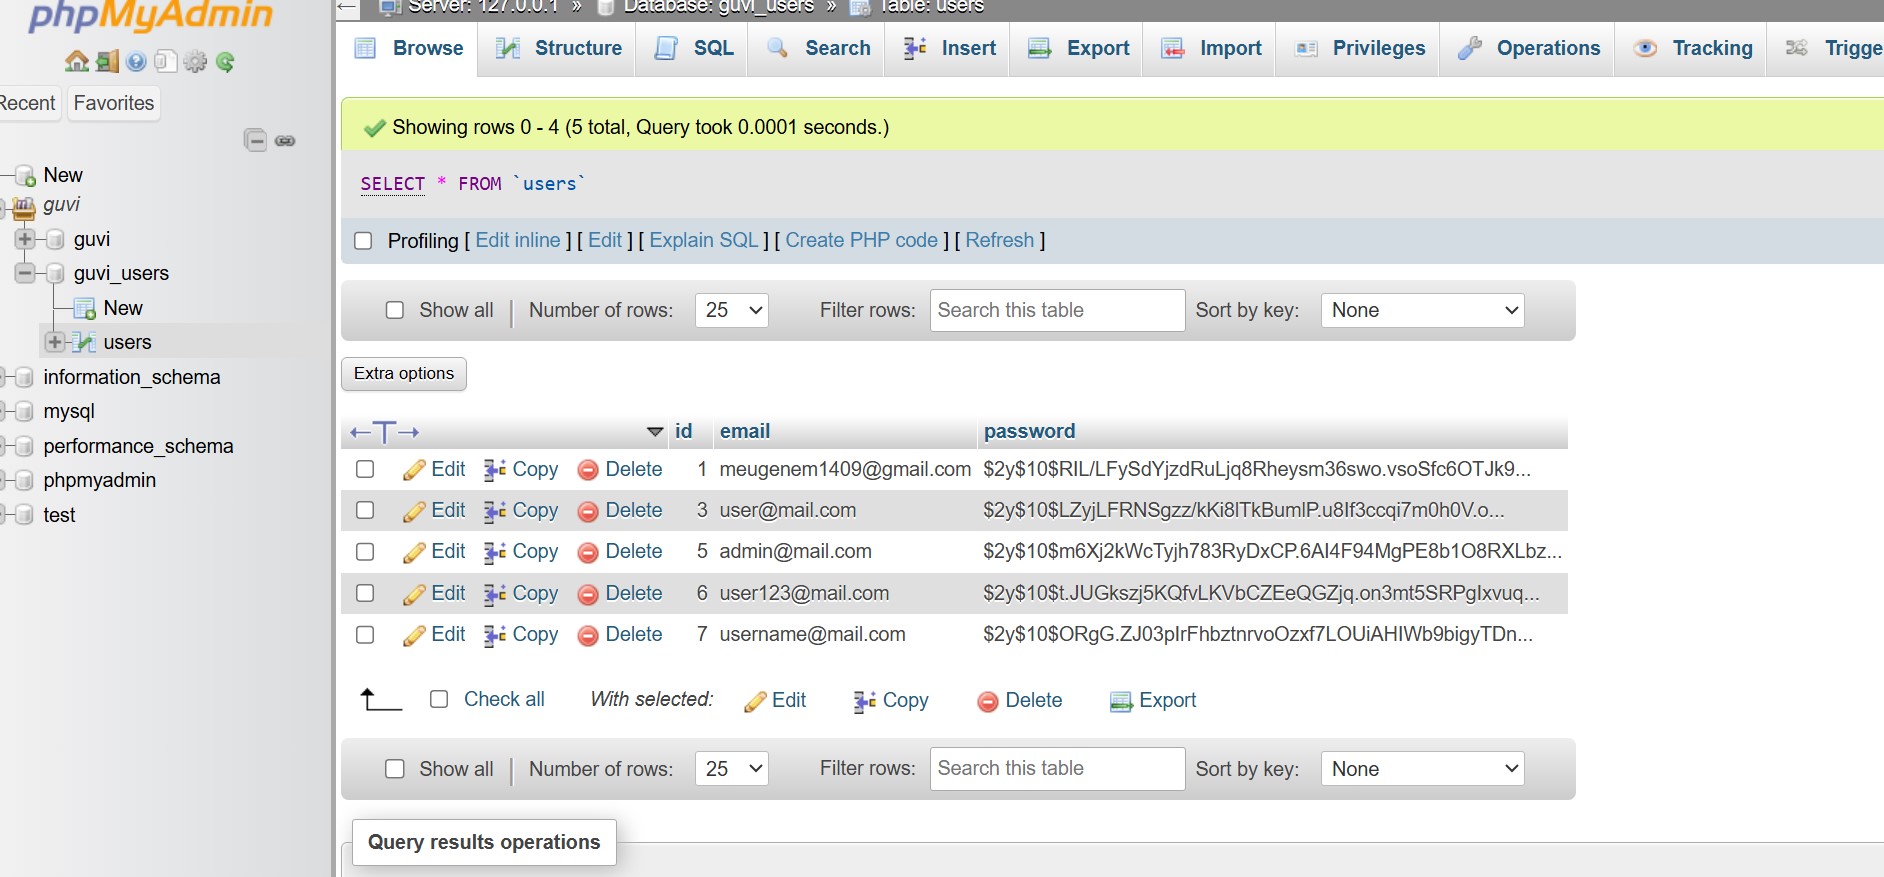 phpMyAdmin
Server: 127.0.0.1 » Database: guvi_users » Table: users
Browse Structure SQL Search Insert Export Import Privileges Operations Tracking Trigge
Recent Favorites
New
guvi
guvi
guvi_users
New
users
information_schema
mysql
performance_schema
phpmyadmin
test
Showing rows 0 - 4 (5 total, Query took 0.0001 seconds.)
SELECT * FROM `users`
Profiling [ Edit inline ] [ Edit ] [ Explain SQL ] [ Create PHP code ] [ Refresh ]
Show all | Number of rows: 25 Filter rows: Search this table Sort by key: None
Extra options
id email password
Edit Copy Delete 1 meugenem1409@gmail.com $2y$10$RIL/LFySdYjzdRuLjq8Rheysm36swo.vsoSfc6OTJk9...
Edit Copy Delete 3 user@mail.com $2y$10$LZyjLFRNSgzz/kKi8lTkBumlP.u8If3ccqi7m0h0V.o...
Edit Copy Delete 5 admin@mail.com $2y$10$m6Xj2kWcTyjh783RyDxCP.6AI4F94MgPE8b1O8RXLbz...
Edit Copy Delete 6 user123@mail.com $2y$10$t.JUGkszj5KQfvLKVbCZEeQGZjq.on3mt5SRPgIxvuq...
Edit Copy Delete 7 username@mail.com $2y$10$ORgG.ZJ03pIrFhbztnrvoOzxf7LOUiAHIWb9bigyTDn...
Check all With selected: Edit Copy Delete Export
Show all | Number of rows: 25 Filter rows: Search this table Sort by key: None
Query results operations